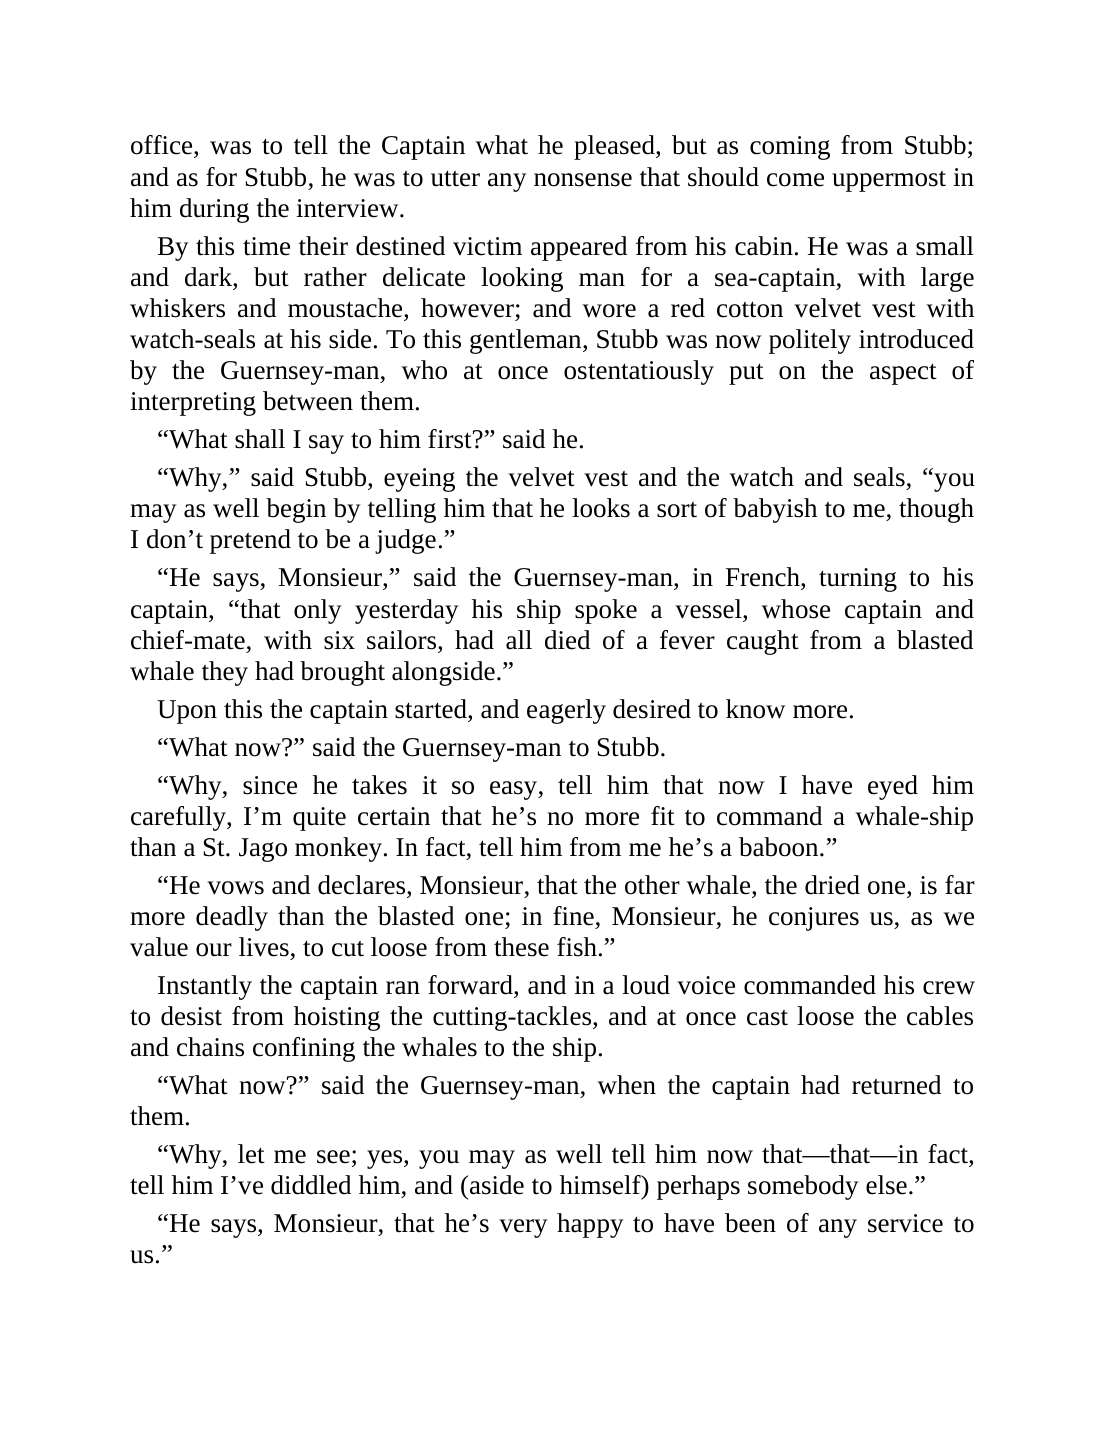 office, was to tell the Captain what he pleased, but as coming from Stubb;
and as for Stubb, he was to utter any nonsense that should come uppermost in
him during the interview.
By this time their destined victim appeared from his cabin. He was a small
and dark, but rather delicate looking man for a sea-captain, with large
whiskers and moustache, however; and wore a red cotton velvet vest with
watch-seals at his side. To this gentleman, Stubb was now politely introduced
by the Guernsey-man, who at once ostentatiously put on the aspect of
interpreting between them.
“What shall I say to him first?” said he.
“Why,” said Stubb, eyeing the velvet vest and the watch and seals, “you
may as well begin by telling him that he looks a sort of babyish to me, though
I don’t pretend to be a judge.”
“He says, Monsieur,” said the Guernsey-man, in French, turning to his
captain, “that only yesterday his ship spoke a vessel, whose captain and
chief-mate, with six sailors, had all died of a fever caught from a blasted
whale they had brought alongside.”
Upon this the captain started, and eagerly desired to know more.
“What now?” said the Guernsey-man to Stubb.
“Why, since he takes it so easy, tell him that now I have eyed him
carefully, I’m quite certain that he’s no more fit to command a whale-ship
than a St. Jago monkey. In fact, tell him from me he’s a baboon.”
“He vows and declares, Monsieur, that the other whale, the dried one, is far
more deadly than the blasted one; in fine, Monsieur, he conjures us, as we
value our lives, to cut loose from these fish.”
Instantly the captain ran forward, and in a loud voice commanded his crew
to desist from hoisting the cutting-tackles, and at once cast loose the cables
and chains confining the whales to the ship.
“What now?” said the Guernsey-man, when the captain had returned to
them.
“Why, let me see; yes, you may as well tell him now that—that—in fact,
tell him I’ve diddled him, and (aside to himself) perhaps somebody else.”
“He says, Monsieur, that he’s very happy to have been of any service to
us.”